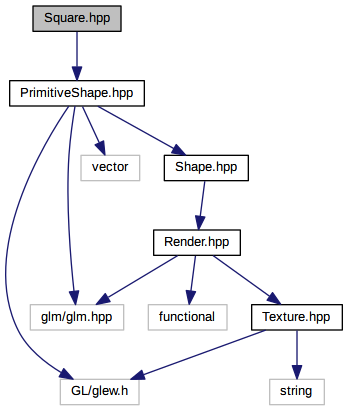 Square.hpp
PrimitiveShape.hpp
vector
Shape.hpp
Render.hpp
glm/glm.hpp
functional
Texture.hpp
GL/glew.h
string